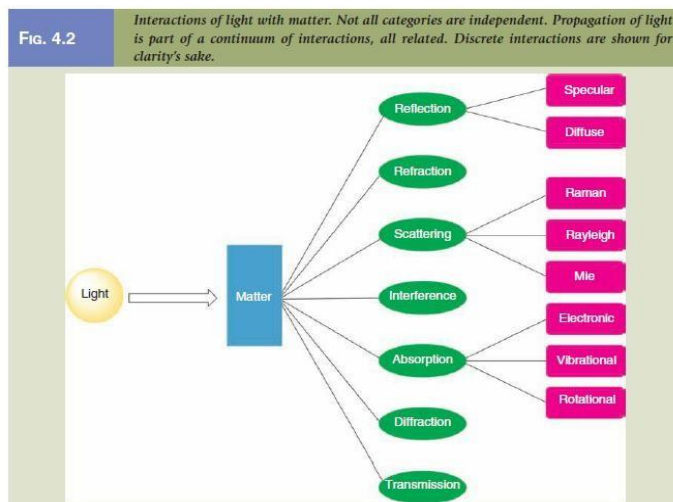 FIG. 4.2
Interactions of light with matter. Not all categories are independent. Propagation of light
is part of a continuum of interactions, all related. Discrete interactions are shown for
clarity's sake.
Light
Matter
Reflection
Refraction
Scattering
Interference
Absorption
Diffraction
Transmission
Specular
Diffuse
Raman
Rayleigh
Mie
Electronic
Vibrational
Rotational